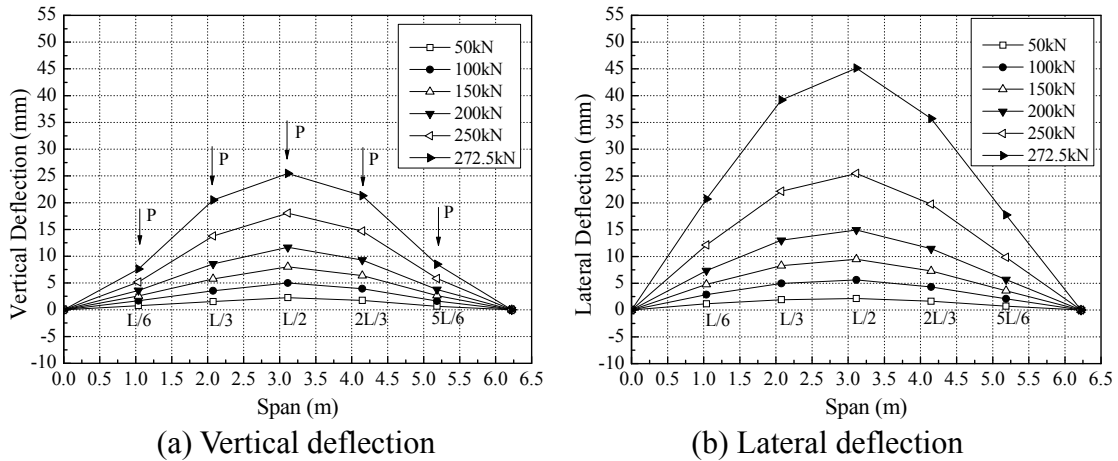 55
50
45
40
35
30
25
20
15
10
5
0
-5
-10
Vertical Deflection (mm)
50kN
100kN
150kN
200kN
250kN
272.5kN
P
P
P
P
P
L/6
L/3
L/2
2L/3
5L/6
0.0 0.5 1.0 1.5 2.0 2.5 3.0 3.5 4.0 4.5 5.0 5.5 6.0 6.5
Span (m)
(a) Vertical deflection
55
50
45
40
35
30
25
20
15
10
5
0
-5
-10
Lateral Deflection (mm)
50kN
100kN
150kN
200kN
250kN
272.5kN
L/6
L/3
L/2
2L/3
5L/6
0.0 0.5 1.0 1.5 2.0 2.5 3.0 3.5 4.0 4.5 5.0 5.5 6.0 6.5
Span (m)
(b) Lateral deflection